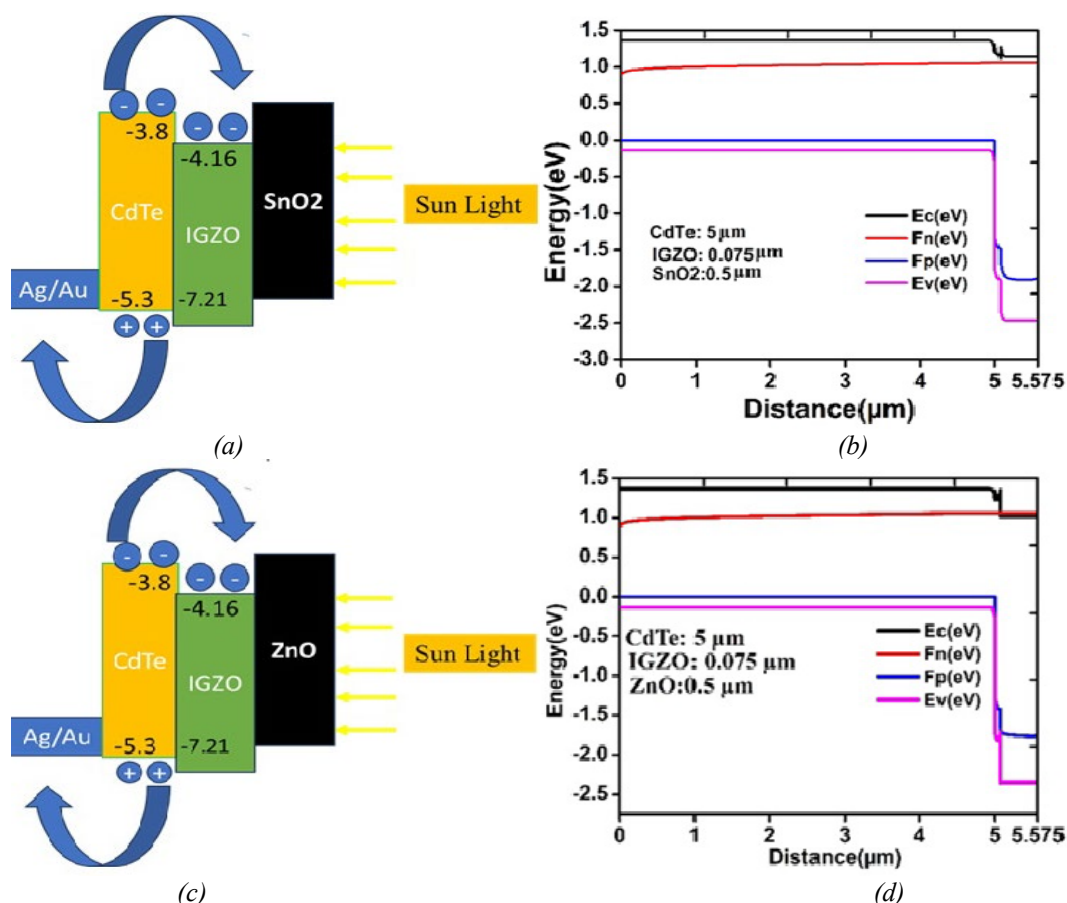 -3.8
-4.16
CdTe
SnO2
IGZO
Sun Light
Ag/Au
-5.3
-7.21
(a)
1.5
1.0
0.5
0.0
-0.5
-1.0
-1.5
-2.0
-2.5
-3.0
Energy(eV)
CdTe: 5 µm
IGZO: 0.075 µm
SnO2:0.5 µm
Ec(eV)
Fn(eV)
Fp(eV)
Ev(eV)
0 1 2 3 4 5 5.575
Distance(µm)
(b)
-3.8
-4.16
CdTe
ZnO
IGZO
Sun Light
Ag/Au
-5.3
-7.21
(c)
1.5
1.0
0.5
0.0
-0.5
-1.0
-1.5
-2.0
-2.5
Energy(eV)
CdTe: 5 µm
IGZO: 0.075 µm
ZnO:0.5 µm
Ec(eV)
Fn(eV)
Fp(eV)
Ev(eV)
0 1 2 3 4 5 5.575
Distance(µm)
(d)